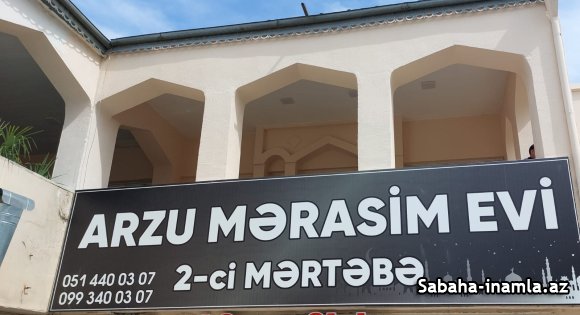 ARZU MƏRASİM EVİ
2-ci MƏRTƏBƏ
051 440 03 07
099 340 03 07
Sabaha-inamla.az